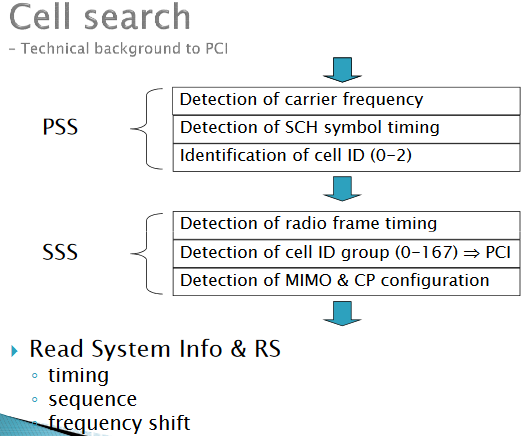 Cell search
– Technical background to PCI
PSS
Detection of carrier frequency
Detection of SCH symbol timing
Identification of cell ID (0–2)
SSS
Detection of radio frame timing
Detection of cell ID group (0–167) ⇒ PCI
Detection of MIMO & CP configuration
Read System Info & RS
timing
sequence
frequency shift